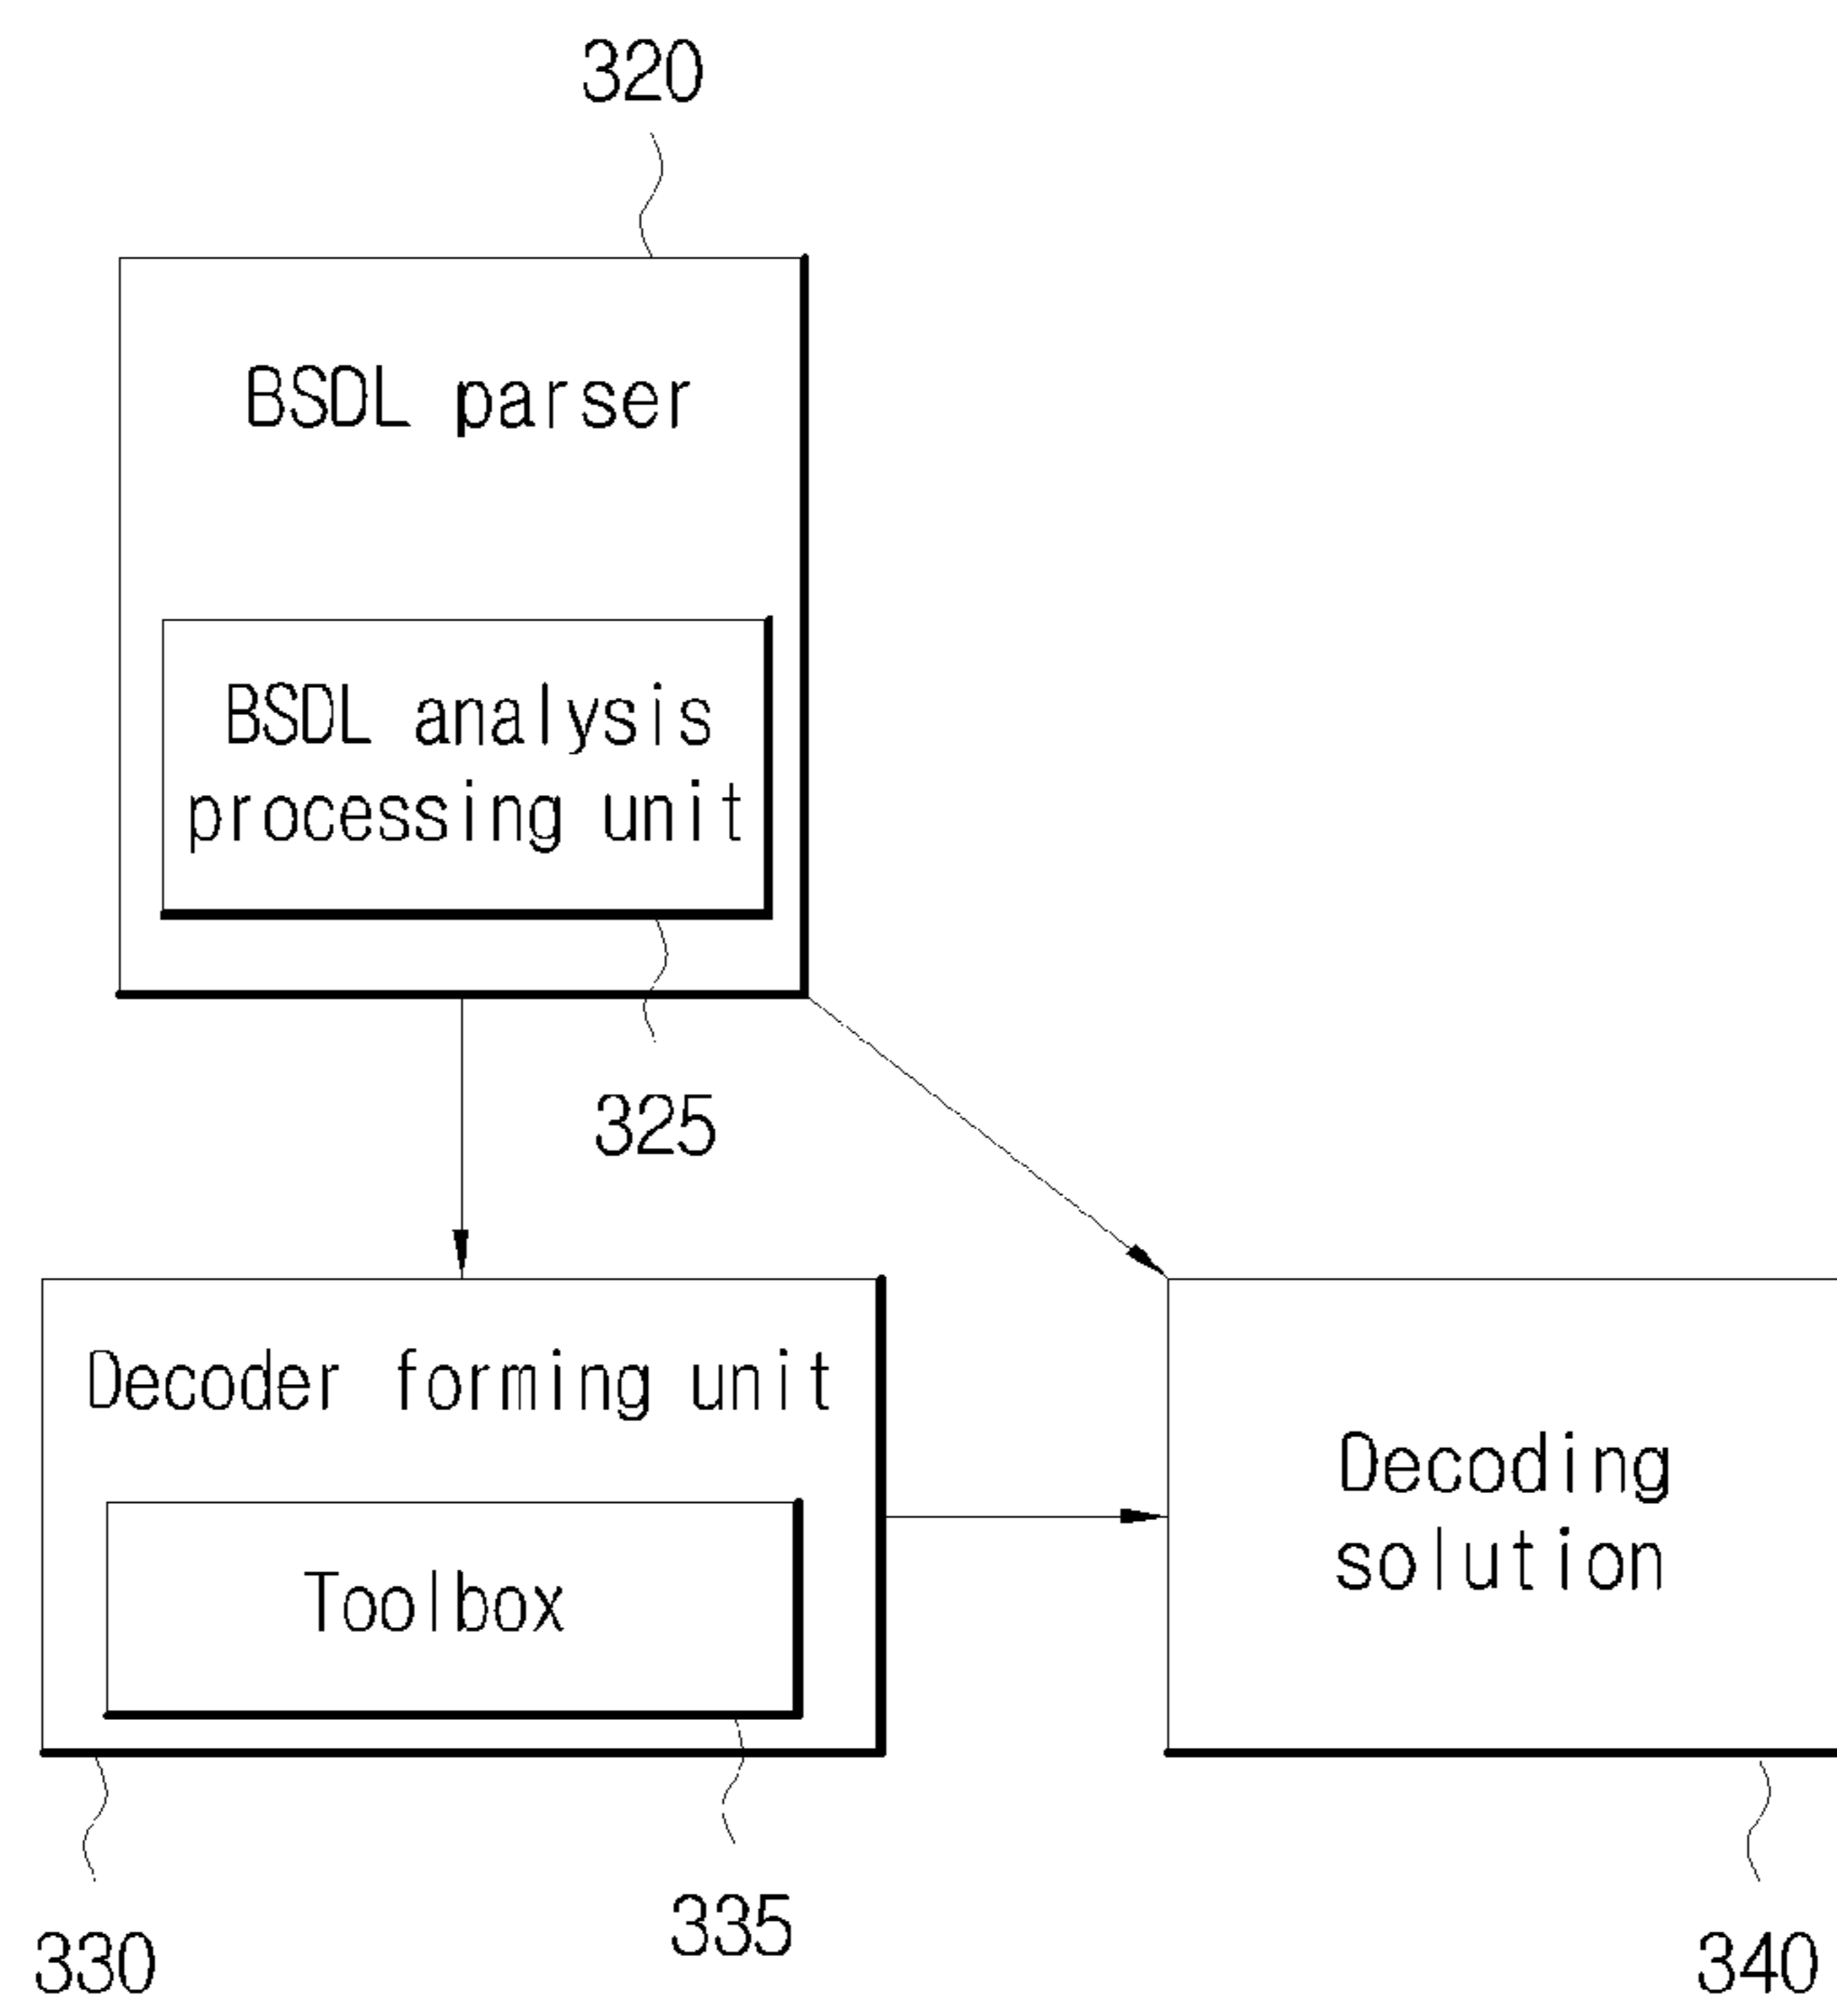 320
BSDL parser
BSDL analysis
processing unit
325
Decoder forming unit
Toolbox
Decoding
solution
335
330
340